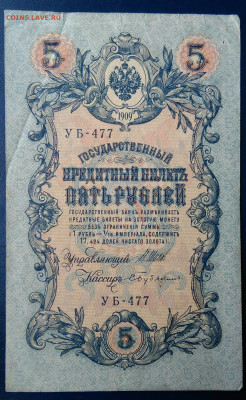 COINS.LAVE.RU
5 5
1909
УБ-477
ГОСУДАРСТВЕННЫЙ
КРЕДИТНЫЙ БИЛЕТЪ
ПЯТЬ РУБЛЕЙ
ГОСУДАРСТВЕННЫЙ БАНКЪ РАЗМѢНИВАЕТЪ
КРЕДИТНЫЕ БИЛЕТЫ НА ЗОЛОТУЮ МОНЕТУ
БЕЗЪ ОГРАНИЧЕНІЯ СУММЫ
(1 РУБЛЬ = 1/15 ИМПЕРІАЛА, СОДЕРЖИТЪ
17,424 ДОЛЕЙ ЧИСТАГО ЗОЛОТА)
Управляющій
Кассиръ
УБ-477
5